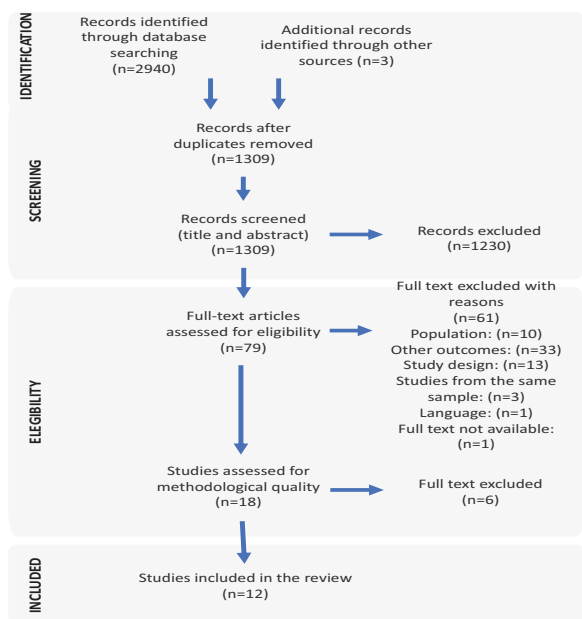 IDENTIFICATION
Records identified
through database
searching
(n=2940)
Additional records
identified through other
sources (n=3)
SCREENING
Records after
duplicates removed
(n=1309)
Records screened
(title and abstract)
(n=1309)
Records excluded
(n=1230)
ELEGIBILITY
Full-text articles
assessed for eligibility
(n=79)
Full text excluded with
reasons
(n=61)
Population: (n=10)
Other outcomes: (n=33)
Study design: (n=13)
Studies from the same
sample: (n=3)
Language: (n=1)
Full text not available:
(n=1)
Studies assessed for
methodological quality
(n=18)
Full text excluded
(n=6)
INCLUDED
Studies included in the review
(n=12)